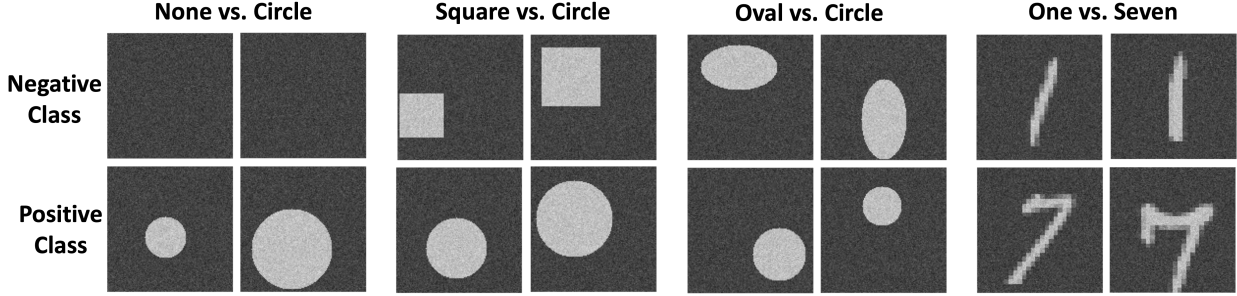 None vs. Circle
Square vs. Circle
Oval vs. Circle
One vs. Seven
Negative
Class
Positive
Class